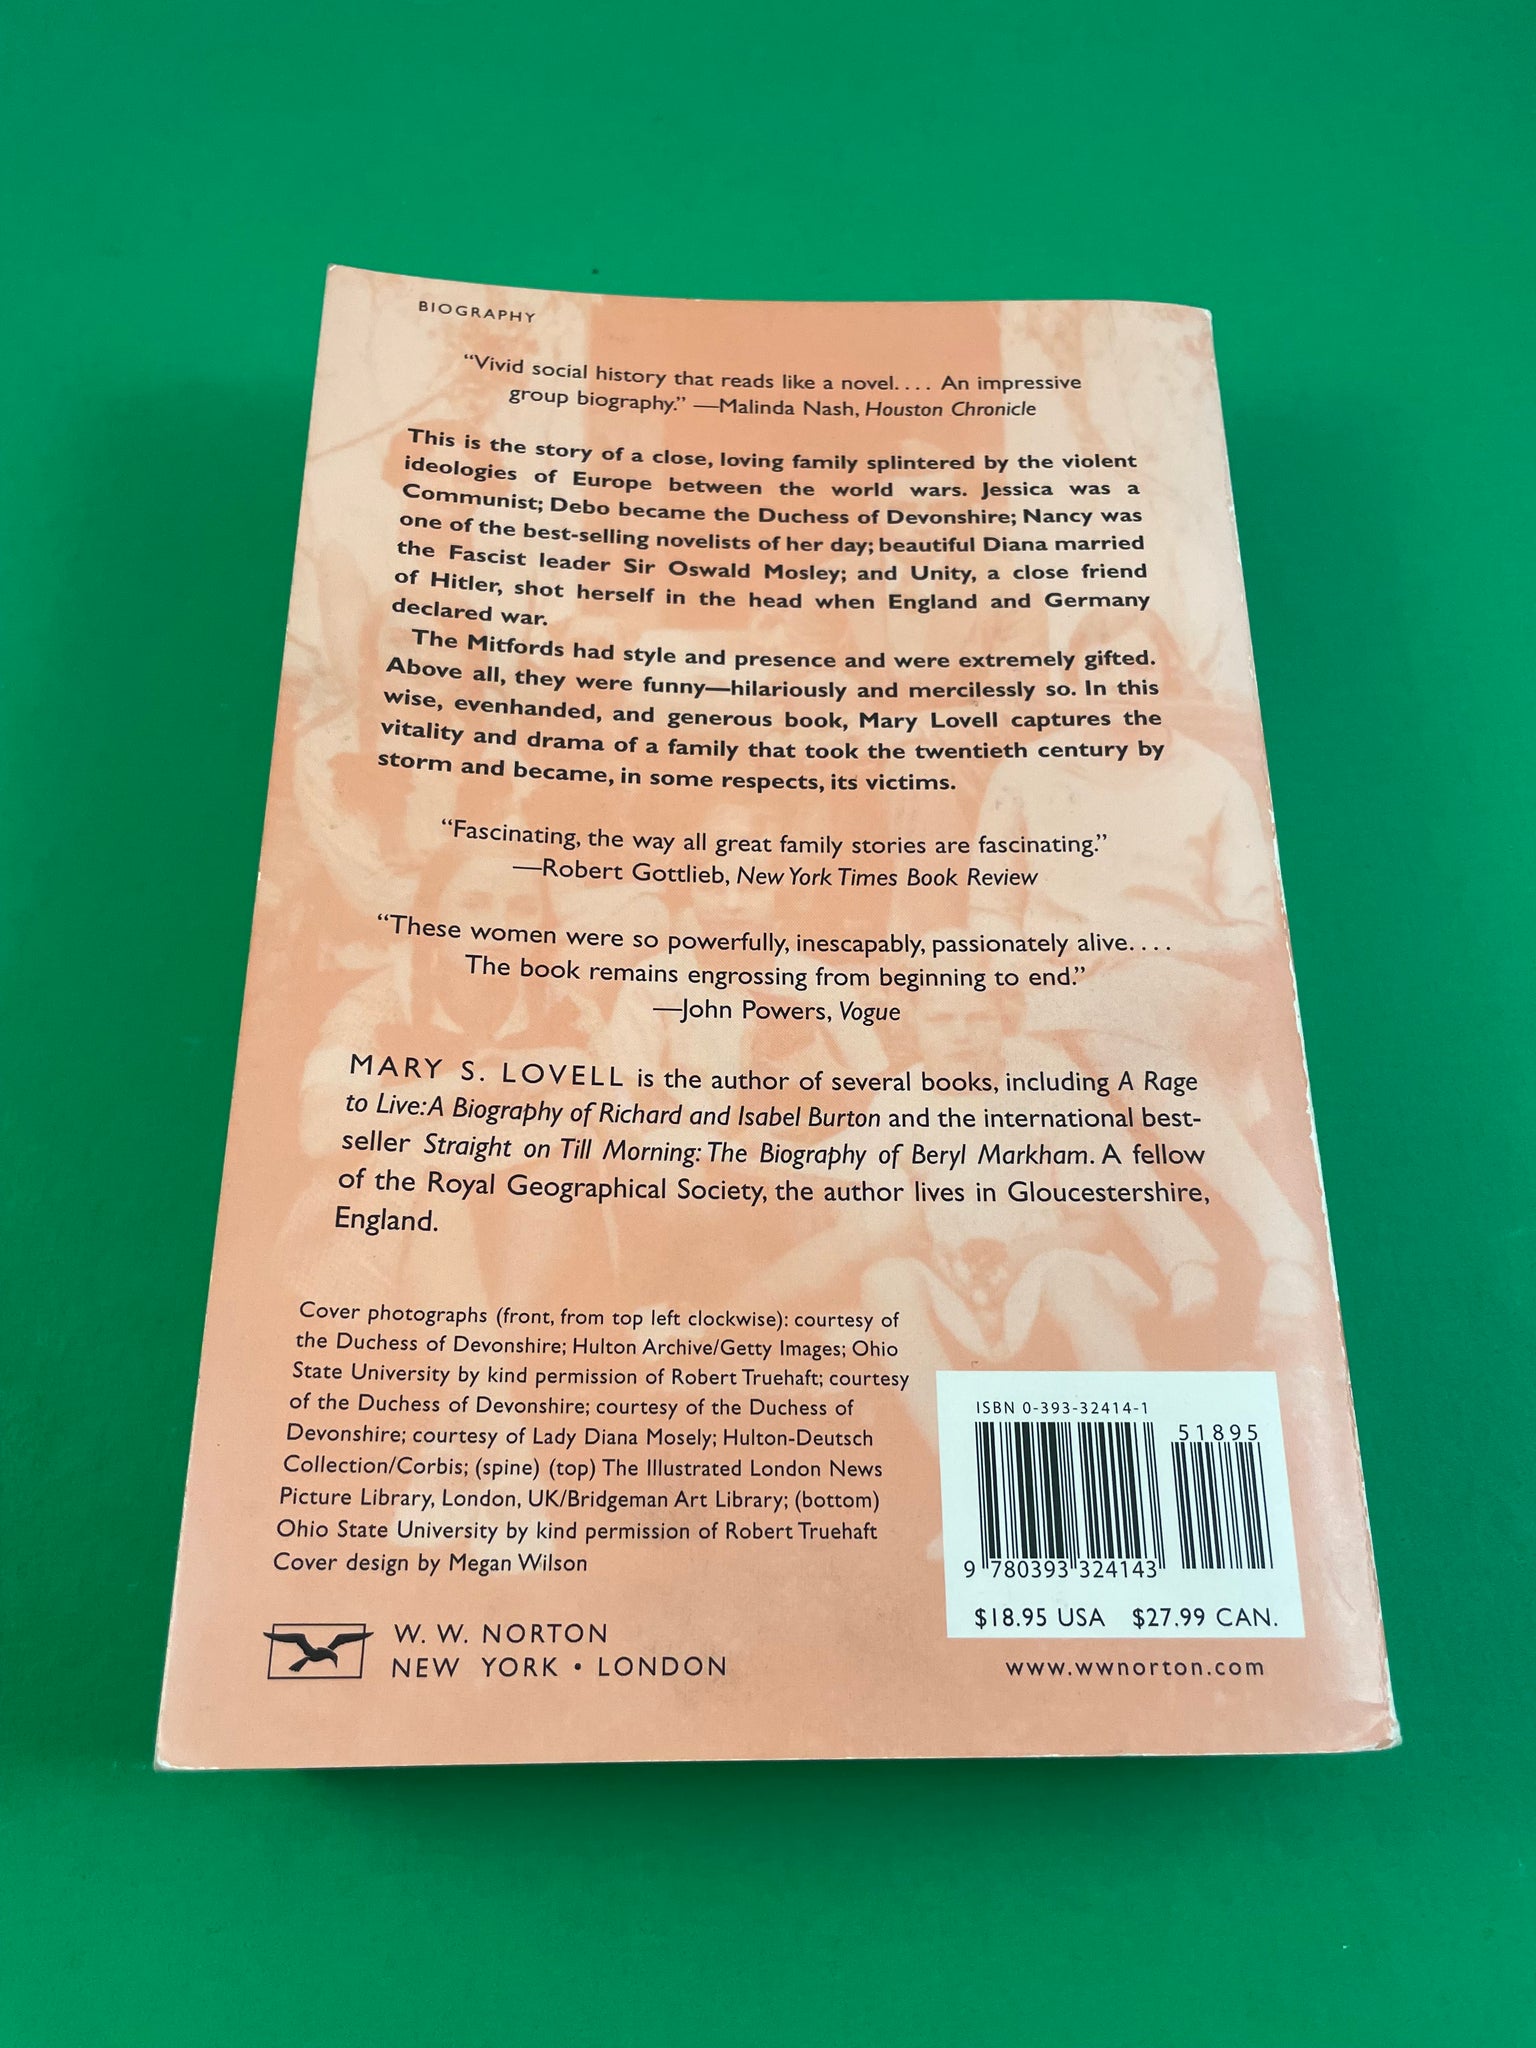 BIOGRAPHY
“Vivid social history that reads like a novel. . . . An impressive
group biography.” —Malinda Nash, Houston Chronicle
This is the story of a close, loving family splintered by the violent
ideologies of Europe between the world wars. Jessica was a
Communist; Debo became the Duchess of Devonshire; Nancy was
one of the best-selling novelists of her day; beautiful Diana married
the Fascist leader Sir Oswald Mosley; and Unity, a close friend
of Hitler, shot herself in the head when England and Germany
declared war.
The Mitfords had style and presence and were extremely gifted.
Above all, they were funny—hilariously and mercilessly so. In this
wise, evenhanded, and generous book, Mary Lovell captures the
vitality and drama of a family that took the twentieth century by
storm and became, in some respects, its victims.
“Fascinating, the way all great family stories are fascinating.”
—Robert Gottlieb, New York Times Book Review
“These women were so powerfully, inescapably, passionately alive. . . .
The book remains engrossing from beginning to end.”
—John Powers, Vogue
MARY S. LOVELL is the author of several books, including A Rage
to Live: A Biography of Richard and Isabel Burton and the international best-
seller Straight on Till Morning: The Biography of Beryl Markham. A fellow
of the Royal Geographical Society, the author lives in Gloucestershire,
England.
Cover photographs (front, from top left clockwise): courtesy of
the Duchess of Devonshire; Hulton Archive/Getty Images; Ohio
State University by kind permission of Robert Truehaft; courtesy
of the Duchess of Devonshire; courtesy of the Duchess of
Devonshire; courtesy of Lady Diana Mosely; Hulton-Deutsch
Collection/Corbis; (spine) (top) The Illustrated London News
Picture Library, London, UK/Bridgeman Art Library; (bottom)
Ohio State University by kind permission of Robert Truehaft
Cover design by Megan Wilson
W. W. NORTON
NEW YORK • LONDON
ISBN 0-393-32414-1
51895
9 780393 324143
$18.95 USA $27.99 CAN.
www.wwnorton.com